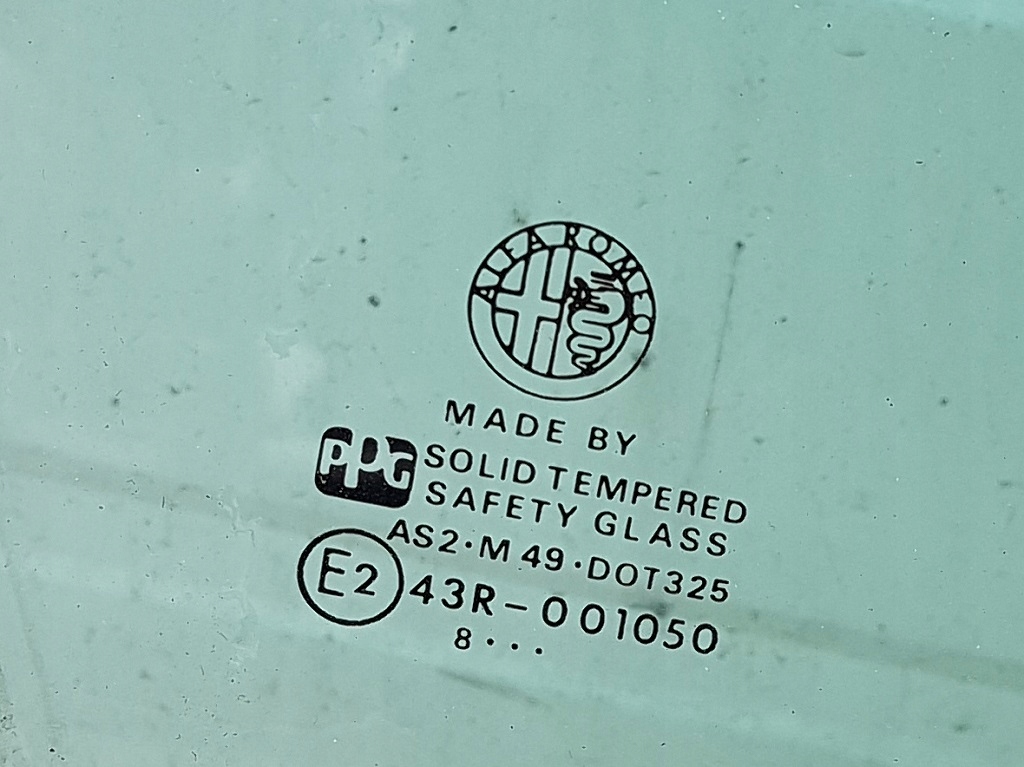 ALFA ROMEO
MADE BY
PPG SOLID TEMPERED
SAFETY GLASS
AS2·M 49·DOT325
E2 43R-001050
8···